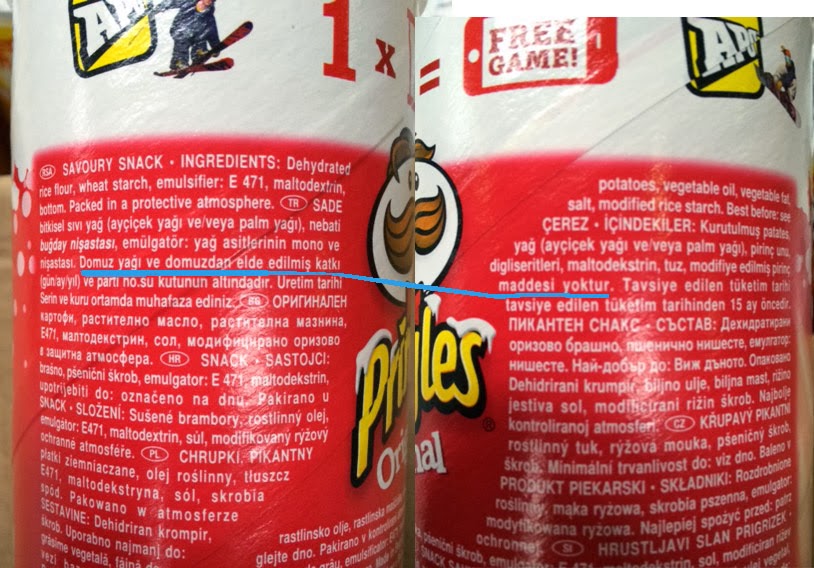 APO
1 x
=
FREE
GAME!
APO
RSA SAVOURY SNACK • INGREDIENTS: Dehydrated potatoes, vegetable oil, vegetable fat,
rice flour, wheat starch, emulsifier: E 471, maltodextrin, salt, modified rice starch. Best before: see
bottom. Packed in a protective atmosphere. TR SADE ÇEREZ • İÇİNDEKİLER: Kurutulmuş patates,
bitkisel sıvı yağ (ayçiçek yağı ve/veya palm yağı), nebati yağ (ayçiçek yağı ve/veya palm yağı), pirinç unu,
buğday nişastası, emülgatör: yağ asitlerinin mono ve digliseritleri, maltodekstrin, tuz, modifiye edilmiş pirinç
nişastası. Domuz yağı ve domuzdan elde edilmiş katkı maddesi yoktur. Tavsiye edilen tüketim tarihi
(gün/ay/yıl) ve parti no.su kutunun altındadır. Üretim tarihi tavsiye edilen tüketim tarihinden 15 ay öncedir.
Serin ve kuru ortamda muhafaza ediniz. BG ОРИГИНАЛЕН ПИКАНТЕН СНАКС • СЪСТАВ: Дехидратирани
картофи, растително масло, растителна мазнина, оризово брашно, пшенично нишесте, емулгатор:
E471, малтодекстрин, сол, модифицирано оризово нишесте. Най-добър до: Виж дъното. Опаковано
в защитна атмосфера. HR SNACK • SASTOJCI: Dehidrirani krumpir, biljno ulje, biljna mast, rižino
brašno, pšenični škrob, emulgator: E 471, maltodekstrin, jestiva sol, modificirani rižin škrob. Najbolje
upotrijebiti do: označeno na dnu. Pakirano u kontroliranoj atmosferi. CZ KŘUPAVÝ PIKANTNÍ
SNACK • SLOŽENÍ: Sušené brambory, rostlinný olej, rostlinný tuk, rýžová mouka, pšeničný škrob,
emulgátor: E471, maltodextrin, sůl, modifikovaný rýžový škrob. Minimální trvanlivost do: viz dno. Baleno v
ochranné atmosféře. PL CHRUPKI, PIKANTNY PRODUKT PIEKARSKI • SKŁADNIKI: Rozdrobnione
płatki ziemniaczane, olej roślinny, tłuszcz roślinny, mąka ryżowa, skrobia pszenna, emulgator:
E471, maltodekstryna, sól, skrobia modyfikowana ryżowa. Najlepiej spożyć przed: patrz
spód. Pakowano w atmosferze ochronnej. SI HRUSTLJAVI SLAN PRIGRIZEK •
SESTAVINE: Dehidriran krompir, rastlinsko olje, rastlinska
škrob. Uporabno najmanj do: glejte dno. Pakirano v
Pringles
Original